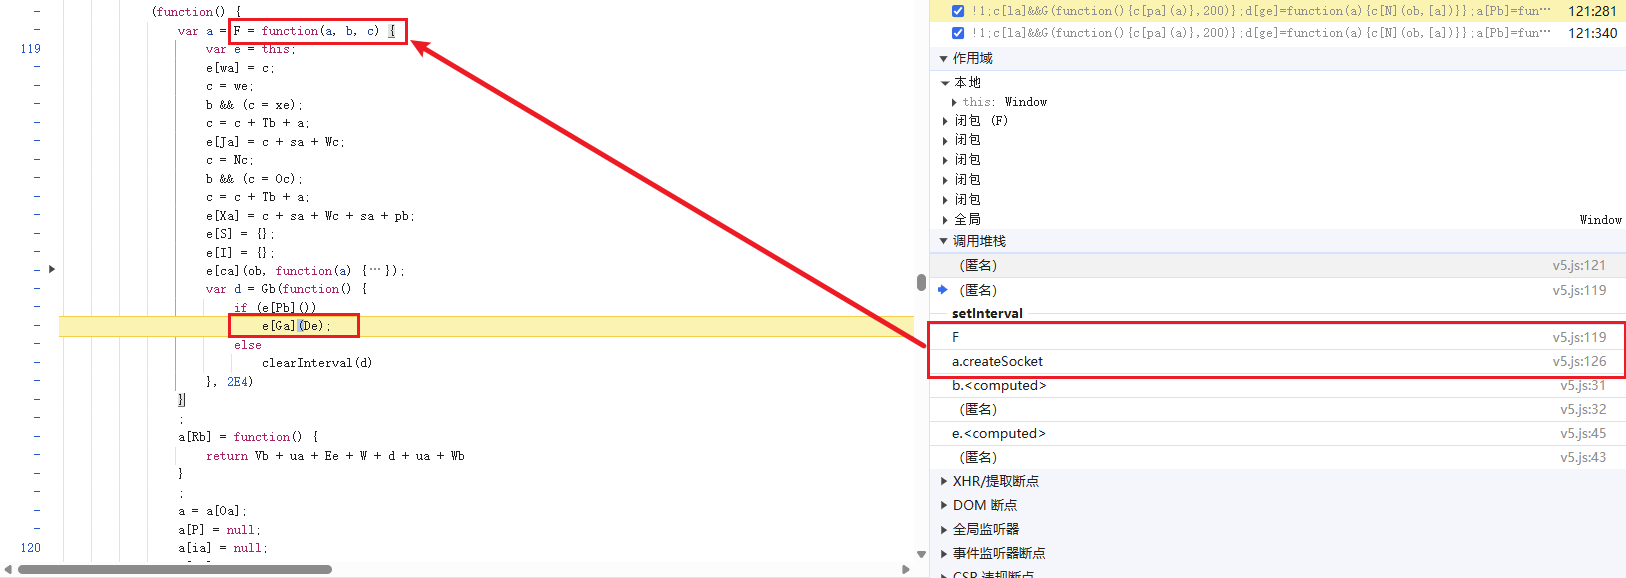 (function() {
var a = F = function(a, b, c) {
119 var e = this;
e[wa] = c;
c = we;
b && (c = xe);
c = c + Tb + a;
e[Ja] = c + sa + Wc;
c = Nc;
b && (c = Oc);
c = c + Tb + a;
e[Xa] = c + sa + Wc + sa + pb;
e[S] = {};
e[I] = {};
e[ca](ob, function(a) {…});
var d = Gb(function() {
if (e[Pb]())
e[Ga](De);
else
clearInterval(d)
}, 2E4)
}
;
a[Rb] = function() {
return Vb + ua + Ee + W + d + ua + Wb
}
;
a = a[Oa];
a[P] = null;
120 a[ia] = null;
!1;c[la]&&G(function(){c[pa](a)},200)};d[ge]=function(a){c[N](ob,[a])}};a[Pb]=fun… 121:281
!1;c[la]&&G(function(){c[pa](a)},200)};d[ge]=function(a){c[N](ob,[a])}};a[Pb]=fun… 121:340
作用域
本地
this: Window
闭包 (F)
闭包
闭包
闭包
闭包
全局 Window
调用堆栈
(匿名) v5.js:121
(匿名) v5.js:119
setInterval
F v5.js:119
a.createSocket v5.js:126
b.<computed> v5.js:31
(匿名) v5.js:32
e.<computed> v5.js:45
(匿名) v5.js:43
XHR/提取断点
DOM 断点
全局监听器
事件监听器断点
CSP 违规断点